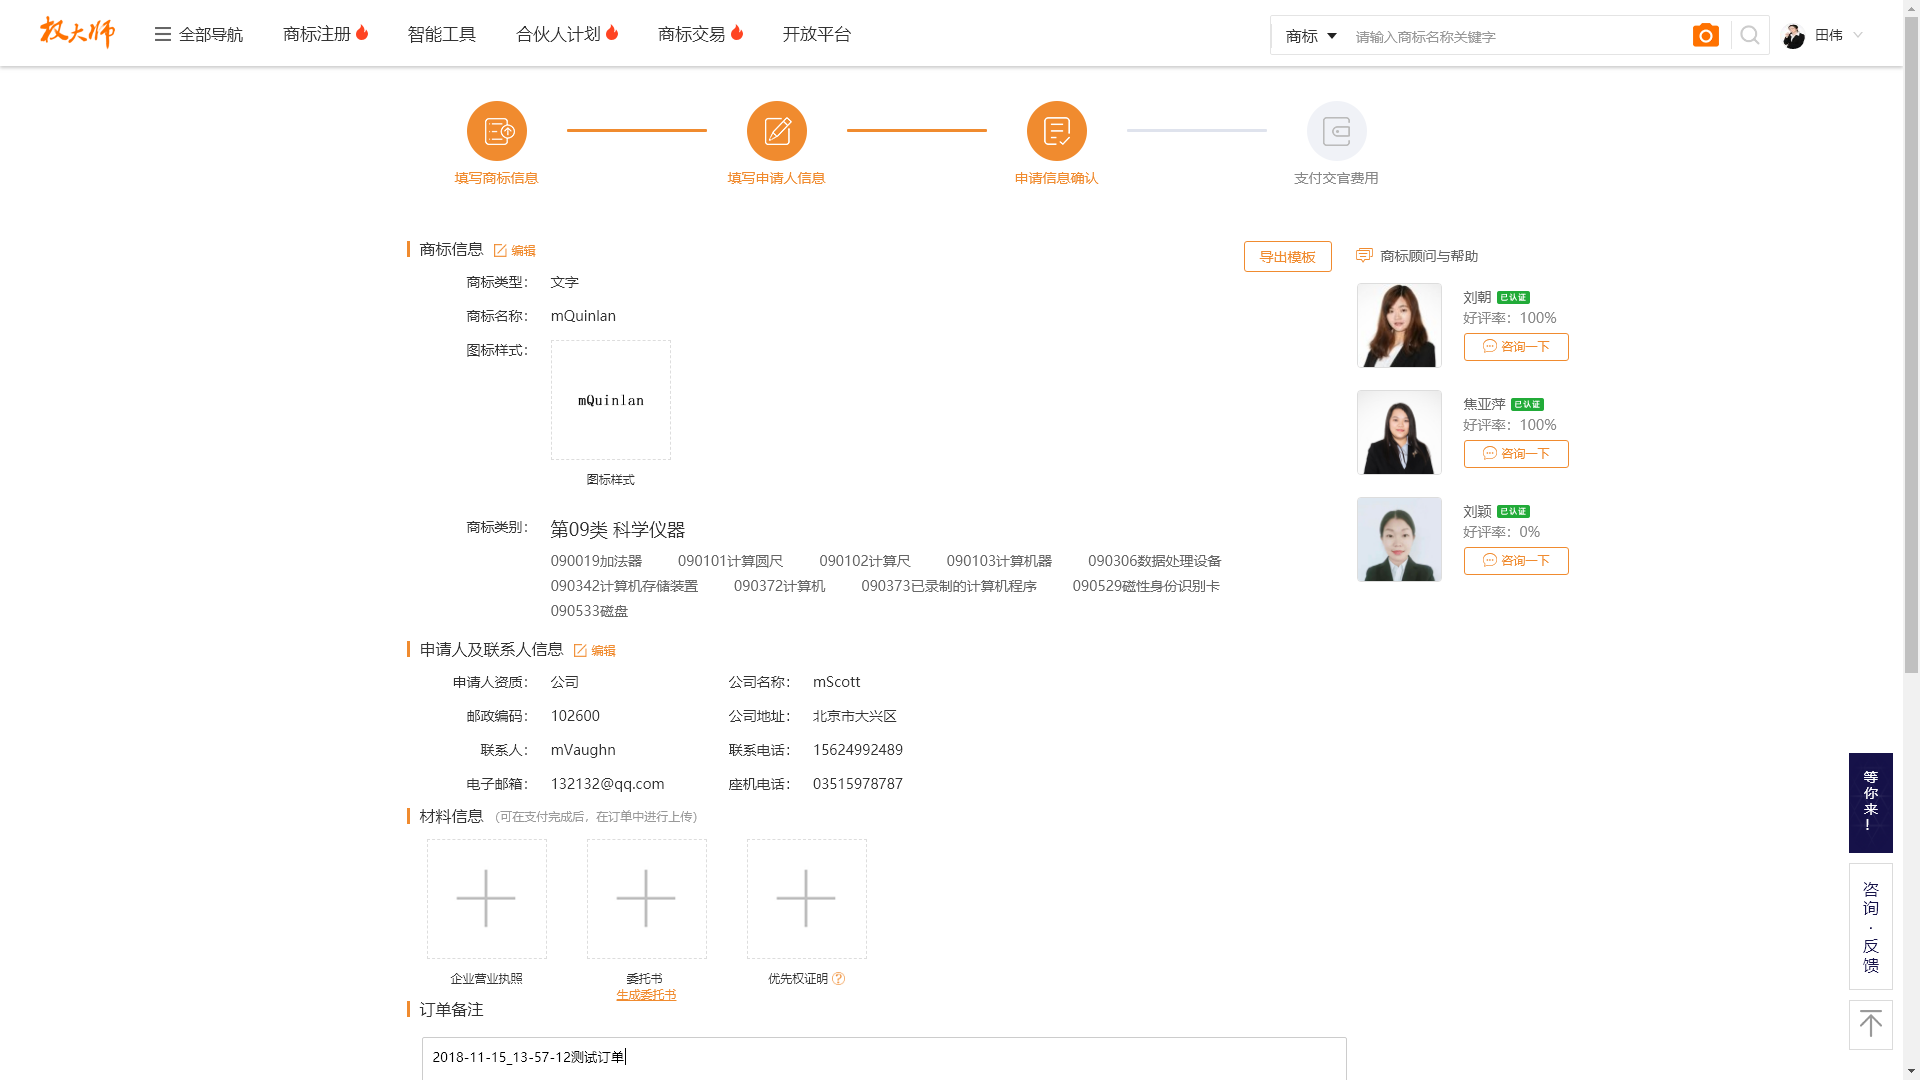 权大师 全部导航 商标注册 智能工具 合伙人计划 商标交易 开放平台 商标 请输入商标名称关键字 田伟
填写商标信息 填写申请人信息 申请信息确认 支付交官费用
商标信息 编辑 导出模板
商标类型： 文字
商标名称： mQuinlan
图标样式：
mQuinlan
图标样式
商标类别： 第09类 科学仪器
090019加法器 090101计算圆尺 090102计算尺 090103计算机器 090306数据处理设备
090342计算机存储装置 090372计算机 090373已录制的计算机程序 090529磁性身份识别卡
090533磁盘
商标顾问与帮助
刘朝 已认证
好评率：100%
咨询一下
焦亚萍 已认证
好评率：100%
咨询一下
刘颖 已认证
好评率：0%
咨询一下
申请人及联系人信息 编辑
申请人资质： 公司 公司名称： mScott
邮政编码： 102600 公司地址： 北京市大兴区
联系人： mVaughn 联系电话： 15624992489
电子邮箱： 132132@qq.com 座机电话： 03515978787
材料信息 （可在支付完成后，在订单中进行上传）
企业营业执照 委托书 优先权证明 ?
生成委托书
订单备注
2018-11-15_13-57-12测试订单
等
你
来
！
咨
询
·
反
馈